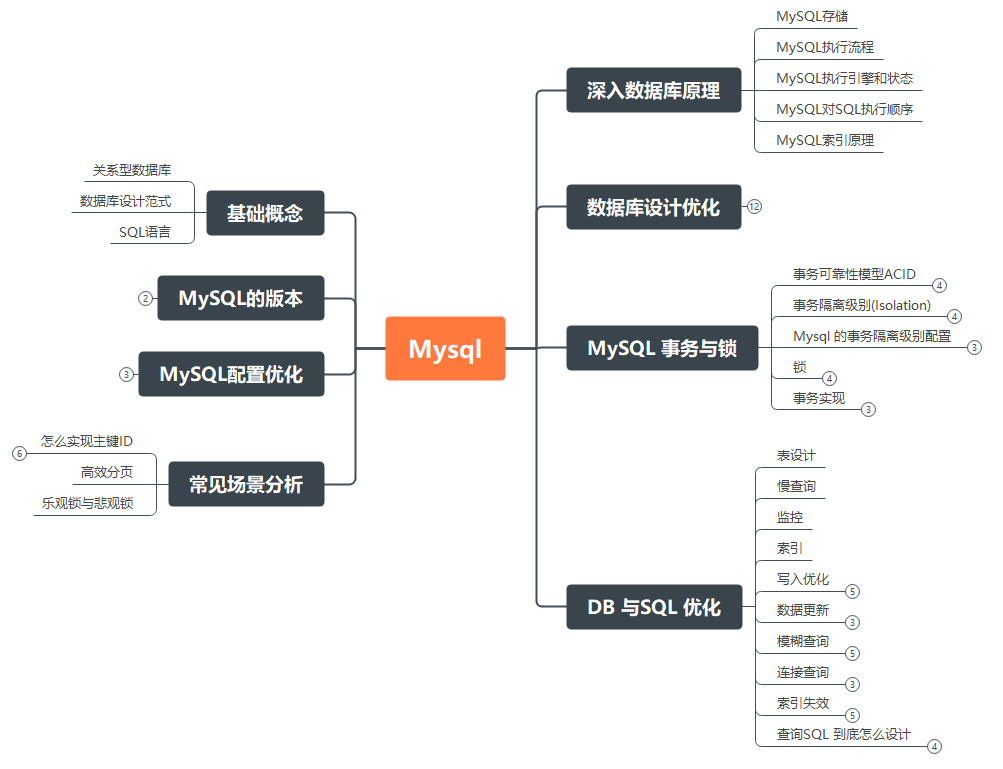 Mysql
深入数据库原理
MySQL存储
MySQL执行流程
MySQL执行引擎和状态
MySQL对SQL执行顺序
MySQL索引原理
数据库设计优化
12
MySQL 事务与锁
事务可靠性模型ACID
4
事务隔离级别(Isolation)
4
Mysql 的事务隔离级别配置
3
锁
4
事务实现
3
DB 与SQL 优化
表设计
慢查询
监控
索引
写入优化
5
数据更新
3
模糊查询
5
连接查询
3
索引失效
5
查询SQL 到底怎么设计
4
基础概念
关系型数据库
数据库设计范式
SQL语言
MySQL的版本
2
MySQL配置优化
3
常见场景分析
怎么实现主键ID
6
高效分页
乐观锁与悲观锁